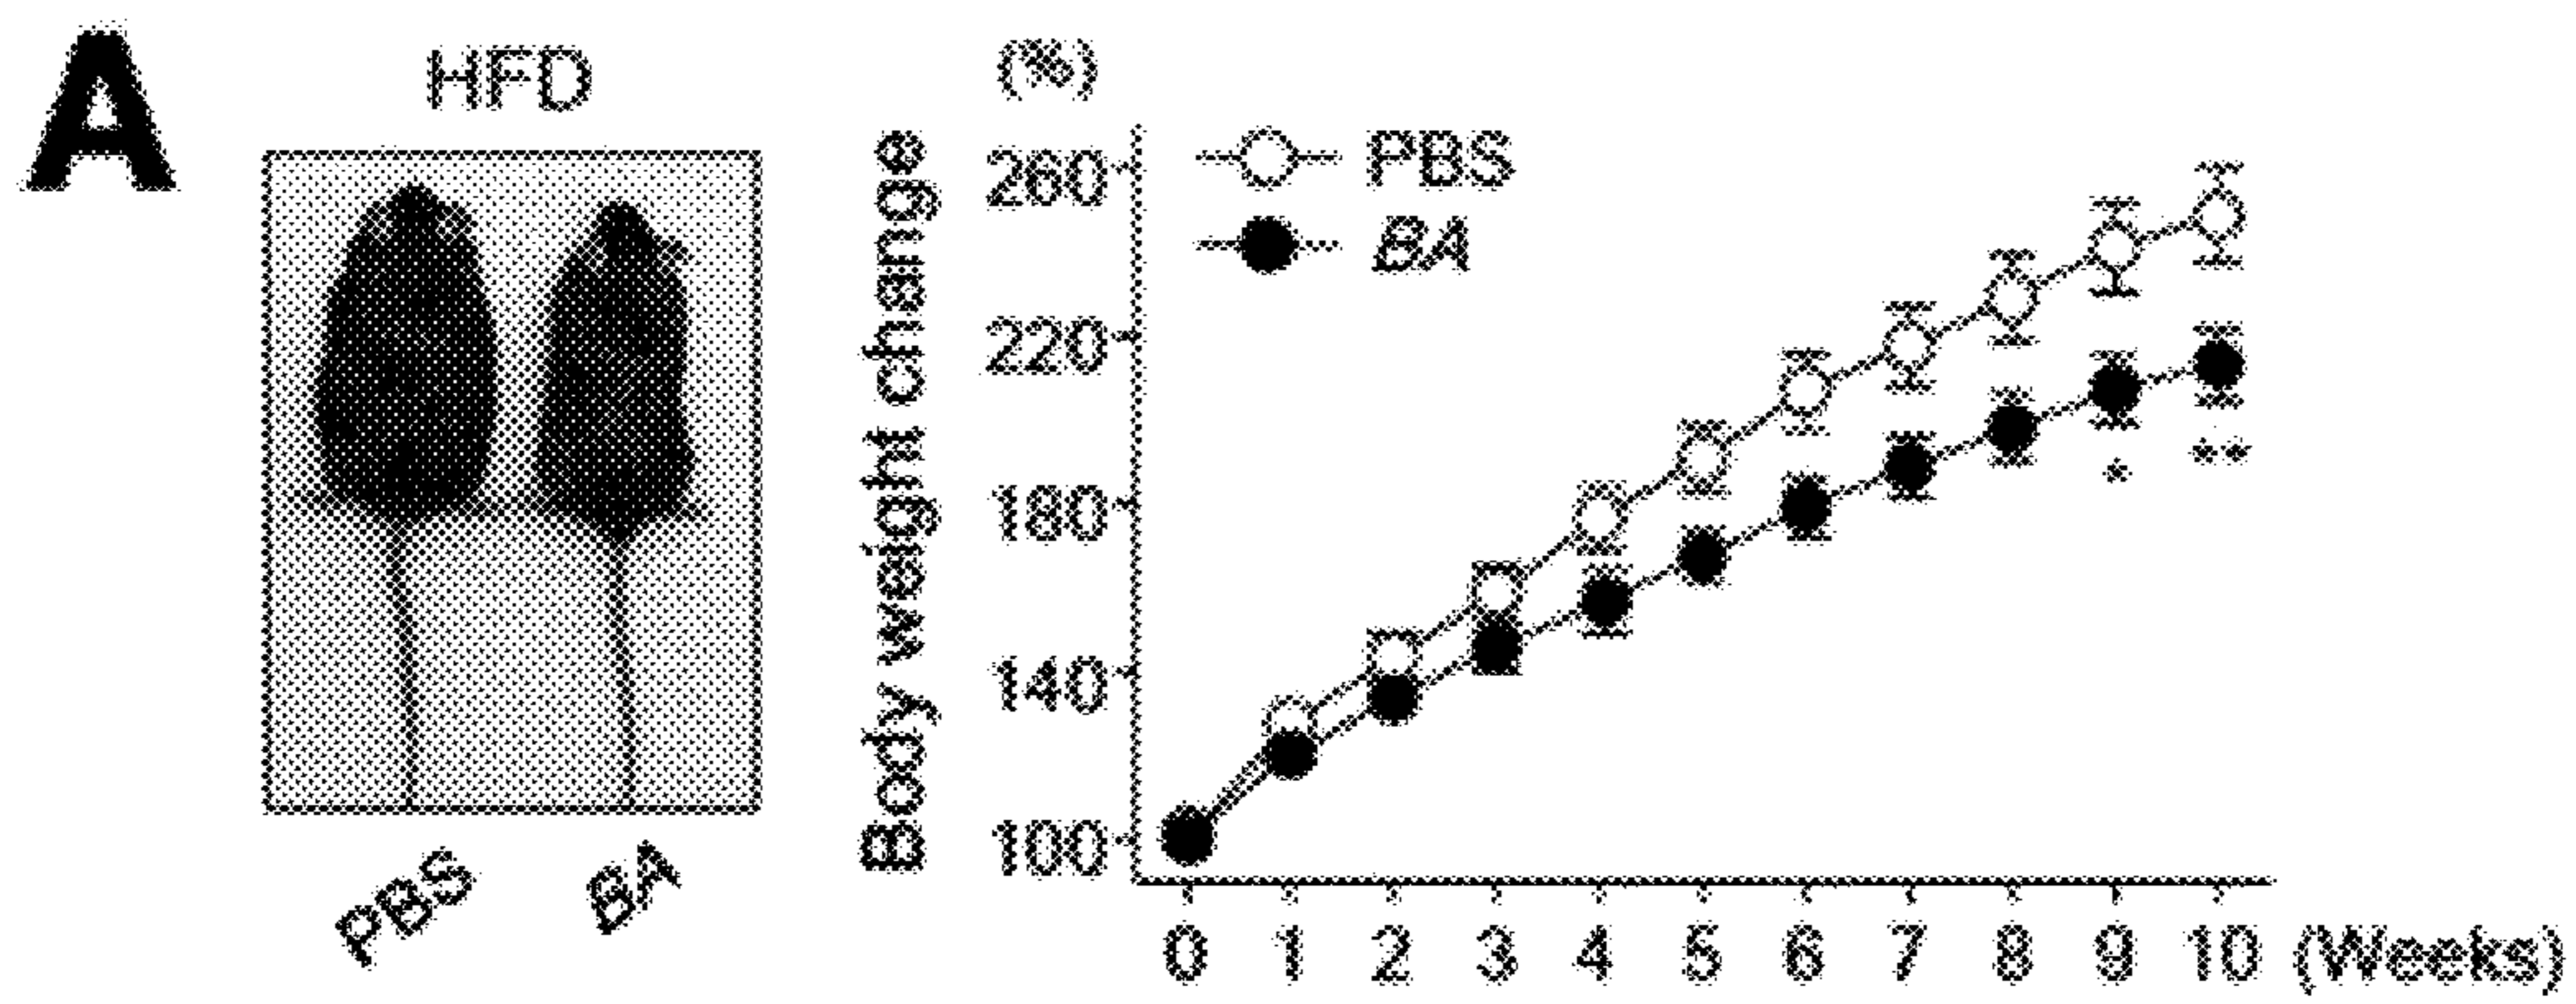 A
HFD
PBS
BA
(%)
Body weight change
260
220
180
140
100
PBS
BA
*
**
0 1 2 3 4 5 6 7 8 9 10 (Weeks)